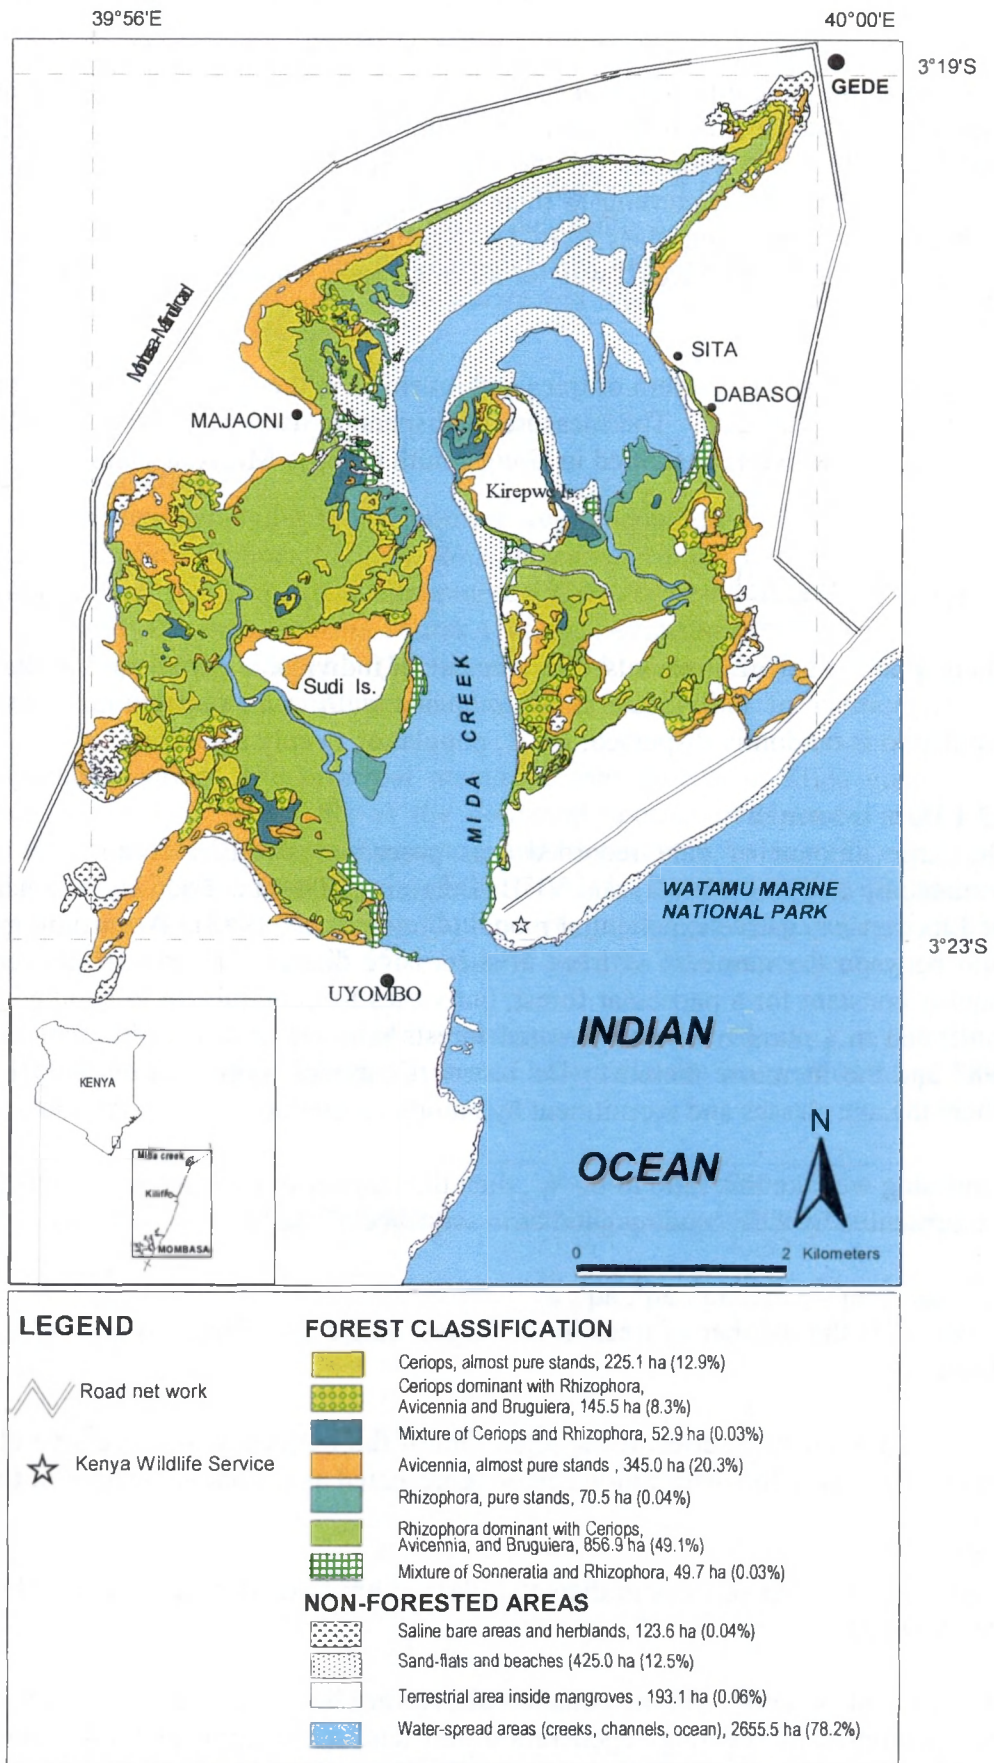 39°56'E
40°00'E
3°19'S
GEDE
SITA
DABASO
MAJAONI
Kirepwe Is.
Sudi Is.
MIDA CREEK
WATAMU MARINE
NATIONAL PARK
3°23'S
UYOMBO
INDIAN
OCEAN
KENYA
Mida creek
Kilifi
MOMBASA
N
0 2 Kilometers
LEGEND
Road net work
Kenya Wildlife Service
FOREST CLASSIFICATION
Ceriops, almost pure stands, 225.1 ha (12.9%)
Ceriops dominant with Rhizophora,
Avicennia and Bruguiera, 145.5 ha (8.3%)
Mixture of Ceriops and Rhizophora, 52.9 ha (0.03%)
Avicennia, almost pure stands , 345.0 ha (20.3%)
Rhizophora, pure stands, 70.5 ha (0.04%)
Rhizophora dominant with Ceriops,
Avicennia, and Bruguiera, 856.9 ha (49.1%)
Mixture of Sonneratia and Rhizophora, 49.7 ha (0.03%)
NON-FORESTED AREAS
Saline bare areas and herblands, 123.6 ha (0.04%)
Sand-flats and beaches (425.0 ha (12.5%)
Terrestrial area inside mangroves , 193.1 ha (0.06%)
Water-spread areas (creeks, channels, ocean), 2655.5 ha (78.2%)